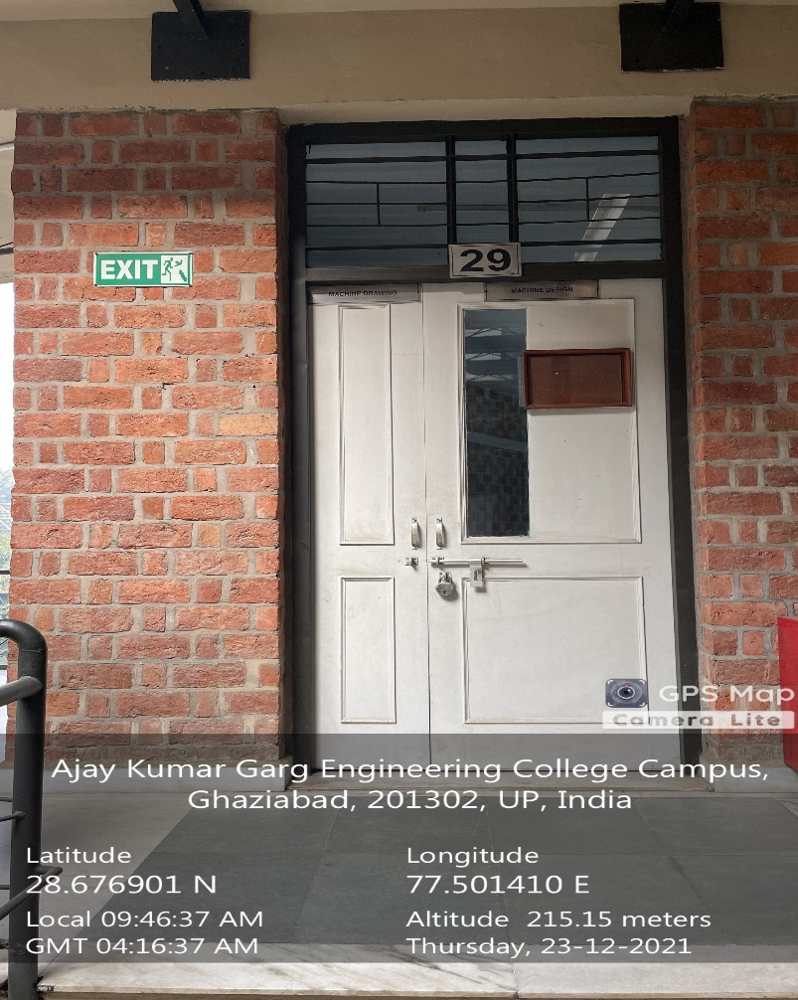 EXIT
29
MACHINE DRAWING
MACHINE DESIGN
GPS Map
Camera Lite
Ajay Kumar Garg Engineering College Campus,
Ghaziabad, 201302, UP, India
Latitude
28.676901 N
Longitude
77.501410 E
Local 09:46:37 AM
GMT 04:16:37 AM
Altitude 215.15 meters
Thursday, 23-12-2021